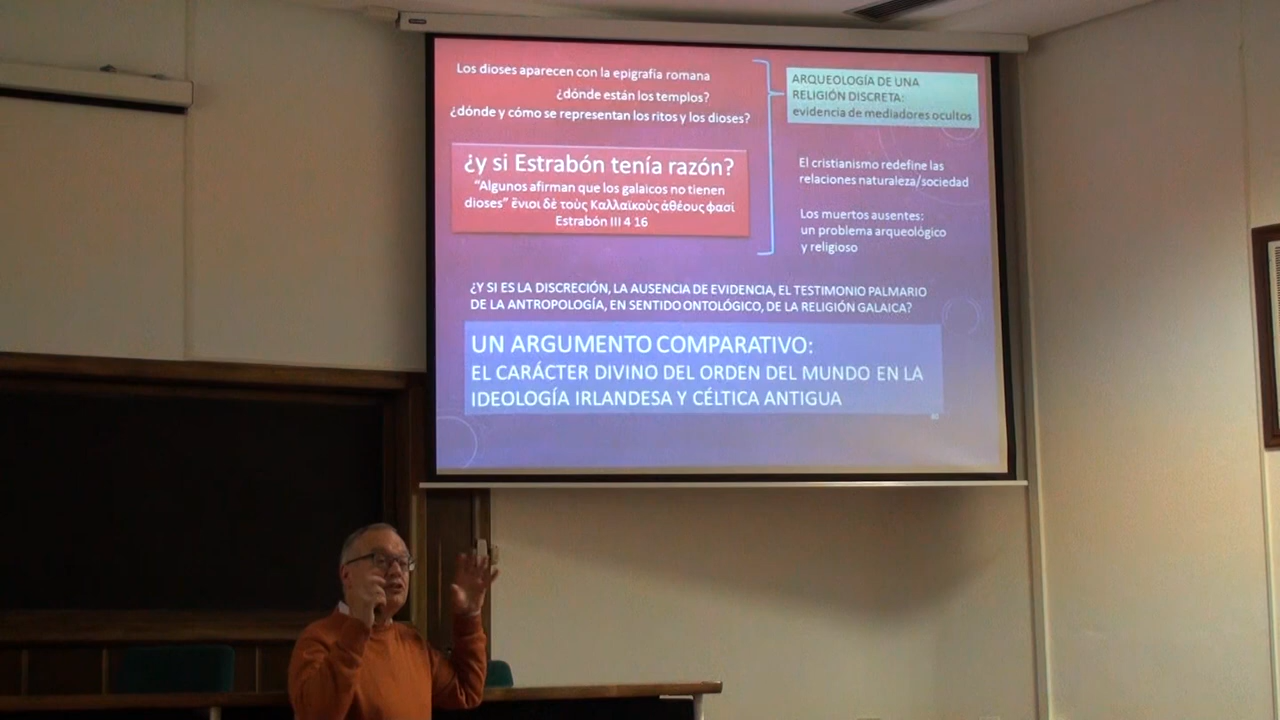 Los dioses aparecen con la epigrafía romana
¿dónde están los templos?
¿dónde y cómo se representan los ritos y los dioses?
¿y si Estrabón tenía razón?
“Algunos afirman que los galaicos no tienen
dioses” ἔνιοι δὲ τοὺς Καλλαϊκοὺς ἀθέους φασί
Estrabón III 4 16
ARQUEOLOGÍA DE UNA
RELIGIÓN DISCRETA:
evidencia de mediadores ocultos
El cristianismo redefine las
relaciones naturaleza/sociedad
Los muertos ausentes:
un problema arqueológico
y religioso
¿Y SI ES LA DISCRECIÓN, LA AUSENCIA DE EVIDENCIA, EL TESTIMONIO PALMARIO
DE LA ANTROPOLOGÍA, EN SENTIDO ONTOLÓGICO, DE LA RELIGIÓN GALAICA?
UN ARGUMENTO COMPARATIVO:
EL CARÁCTER DIVINO DEL ORDEN DEL MUNDO EN LA
IDEOLOGÍA IRLANDESA Y CÉLTICA ANTIGUA